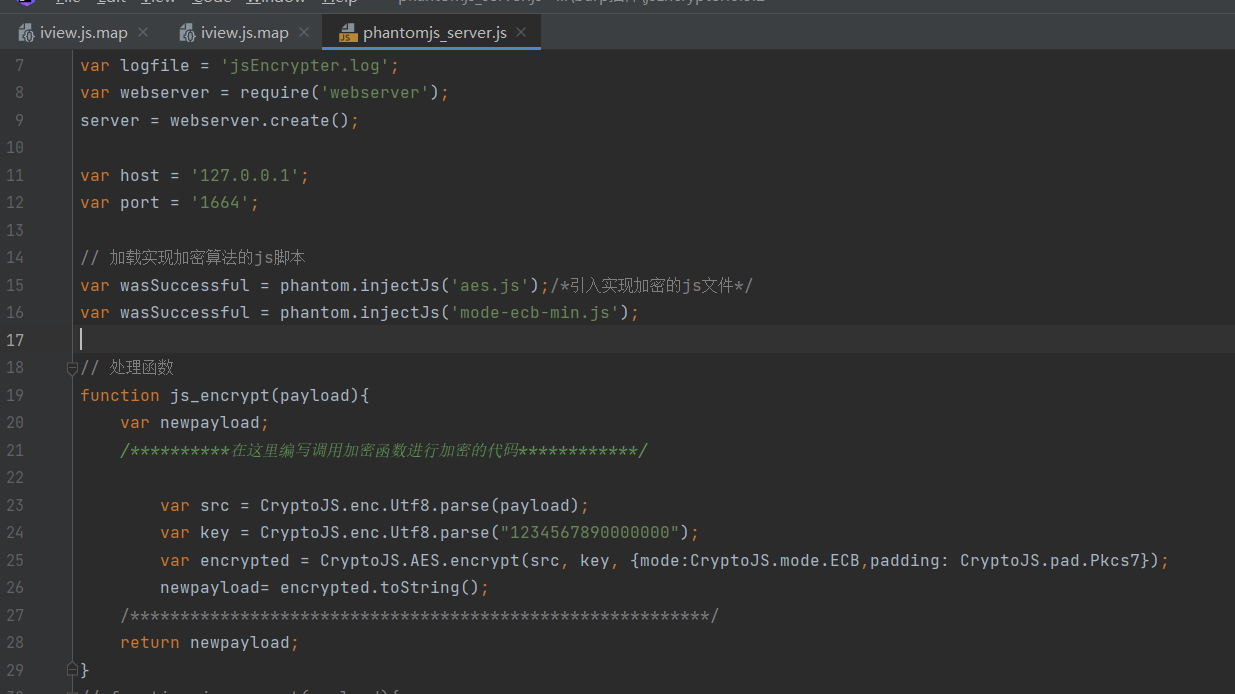 File Edit View Code Window Help
iview.js.map iview.js.map phantomjs_server.js
7 var logfile = 'jsEncrypter.log';
8 var webserver = require('webserver');
9 server = webserver.create();
10
11 var host = '127.0.0.1';
12 var port = '1664';
13
14 // 加载实现加密算法的js脚本
15 var wasSuccessful = phantom.injectJs('aes.js');/*引入实现加密的js文件*/
16 var wasSuccessful = phantom.injectJs('mode-ecb-min.js');
17
18 // 处理函数
19 function js_encrypt(payload){
20 var newpayload;
21 /**********在这里编写调用加密函数进行加密的代码************/
22
23 var src = CryptoJS.enc.Utf8.parse(payload);
24 var key = CryptoJS.enc.Utf8.parse("1234567890000000");
25 var encrypted = CryptoJS.AES.encrypt(src, key, {mode:CryptoJS.mode.ECB,padding: CryptoJS.pad.Pkcs7});
26 newpayload= encrypted.toString();
27 /**********************************************************/
28 return newpayload;
29 }